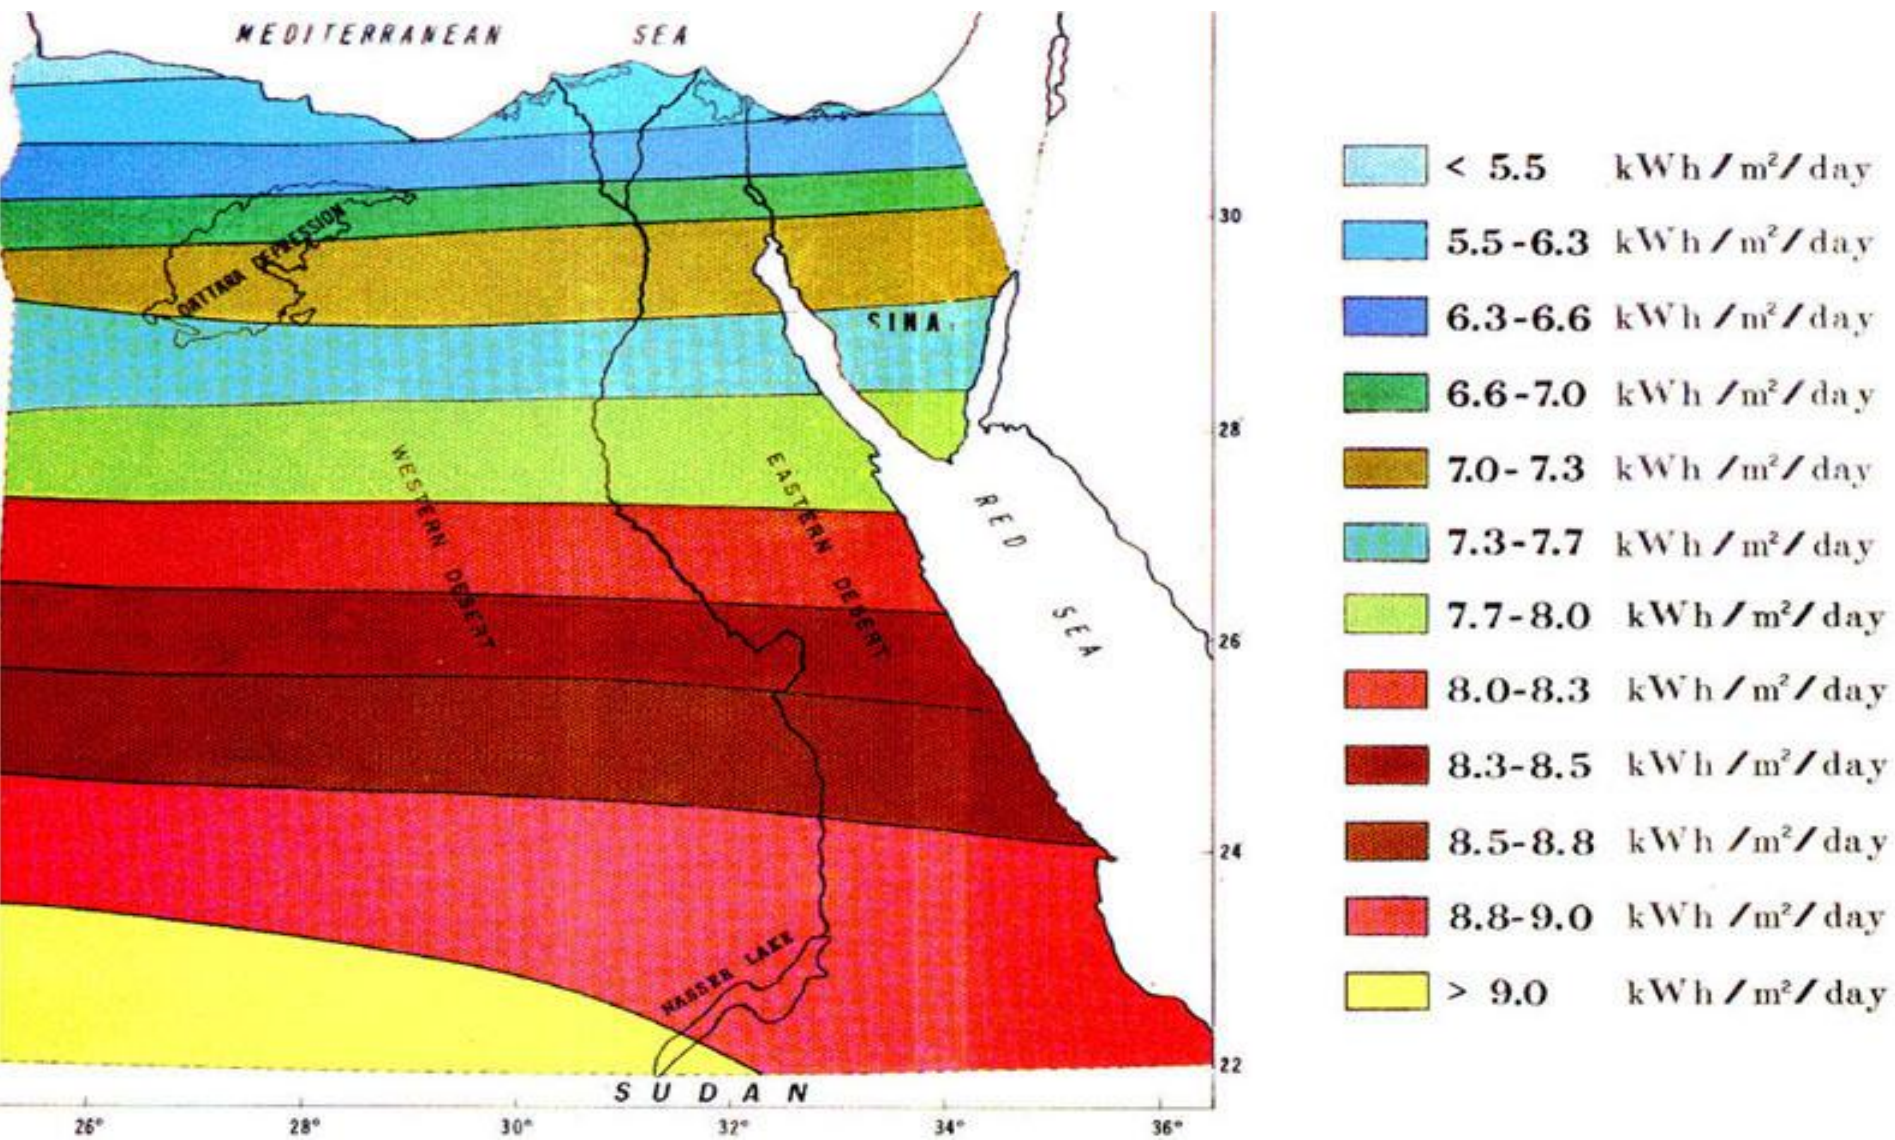 MEDITERRANEAN SEA
QATTARA DEPRESSION
SINA
WESTERN DESERT
EASTERN DESERT
RED SEA
NASSER LAKE
SUDAN
30
28
26
24
22
26° 28° 30° 32° 34° 36°
< 5.5 kWh/m²/day
5.5-6.3 kWh/m²/day
6.3-6.6 kWh/m²/day
6.6-7.0 kWh/m²/day
7.0-7.3 kWh/m²/day
7.3-7.7 kWh/m²/day
7.7-8.0 kWh/m²/day
8.0-8.3 kWh/m²/day
8.3-8.5 kWh/m²/day
8.5-8.8 kWh/m²/day
8.8-9.0 kWh/m²/day
> 9.0 kWh/m²/day